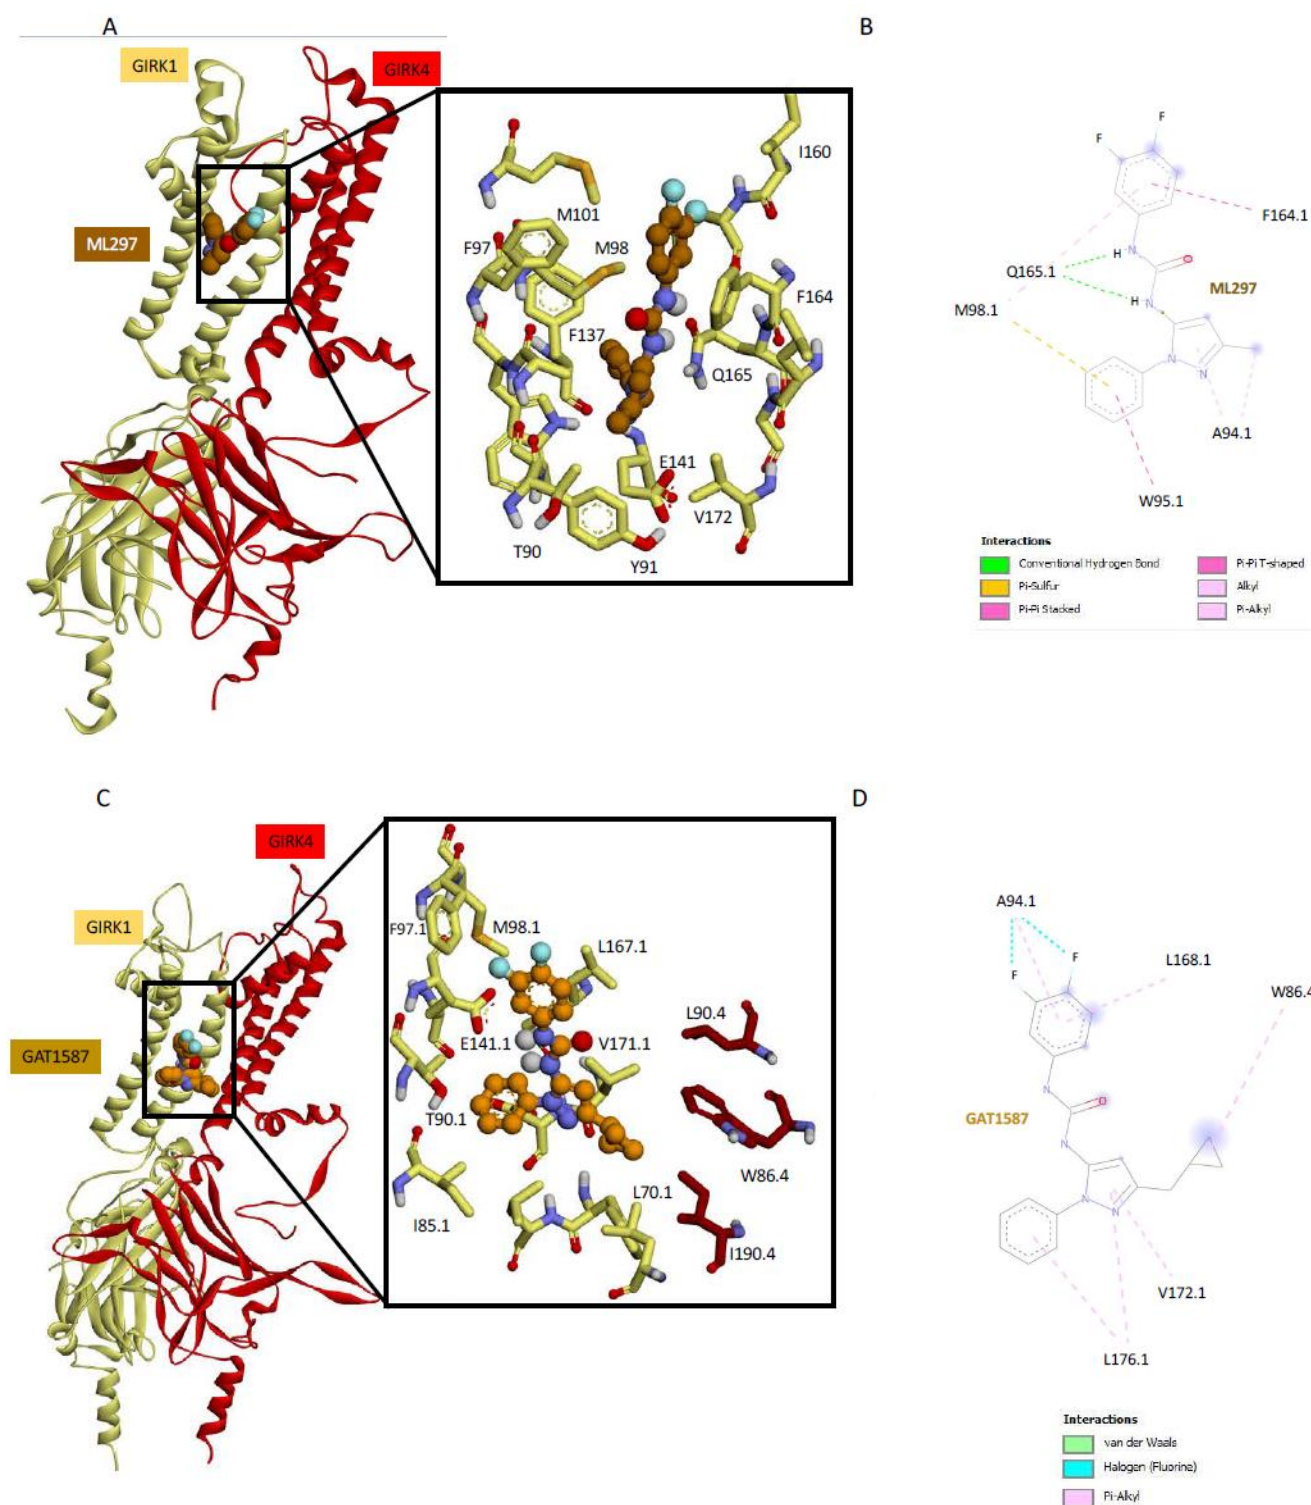 A
B
GIRK1
GIRK4
ML297
I160
M101
F97
M98
F164
F137
Q165
E141
V172
T90
Y91
F
F
F164.1
H
N
Q165.1
O
ML297
H
N
M98.1
N
N
A94.1
W95.1
Interactions
Conventional Hydrogen Bond
Pi-Sulfur
Pi-Pi Stacked
Pi-Pi T-shaped
Alkyl
Pi-Alkyl
C
D
GIRK4
GIRK1
GAT1587
F97.1
M98.1
L167.1
L90.4
E141.1
V171.1
T90.1
W86.4
L70.1
I85.1
I190.4
A94.1
F
F
L168.1
W86.4
N
O
GAT1587
N
N
N
V172.1
L176.1
Interactions
van der Waals
Halogen (Fluorine)
Pi-Alkyl